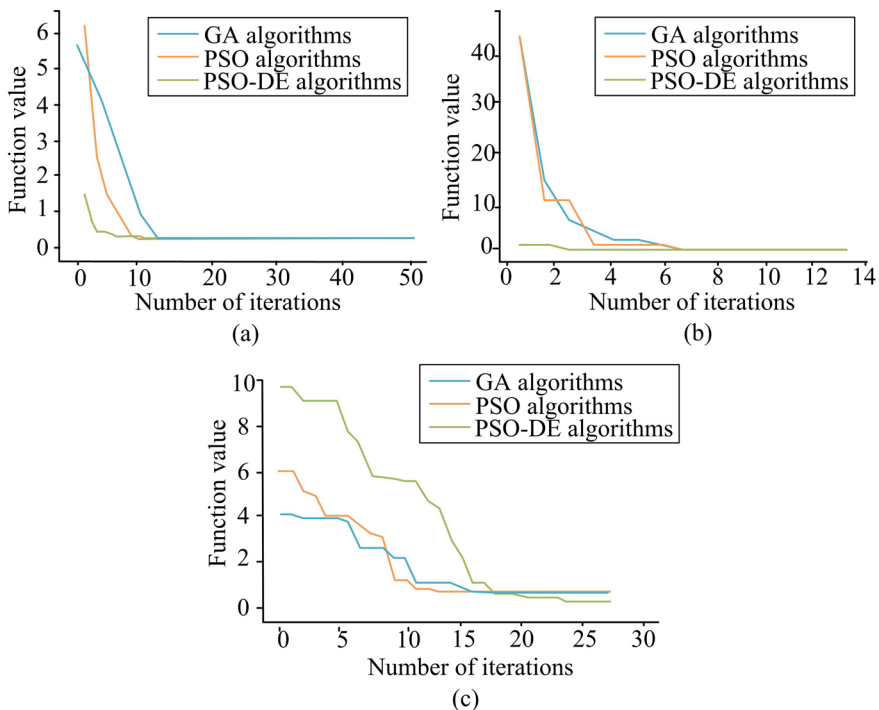 6
5
3
2
1
0
Function value
GA algorithms
PSO algorithms
PSO-DE algorithms
0
10
20
30
40
50
Number of iterations
(a)
40
30
20
10
0
Function value
GA algorithms
PSO algorithms
PSO-DE algorithms
0
2
4
6
8
10
12
14
Number of iterations
(b)
10
8
6
4
2
0
Function value
GA algorithms
PSO algorithms
PSO-DE algorithms
0
5
10
15
20
25
30
Number of iterations
(c)